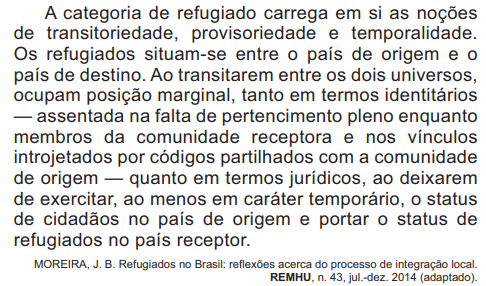 A categoria de refugiado carrega em si as noções
de transitoriedade, provisoriedade e temporalidade.
Os refugiados situam-se entre o país de origem e o
país de destino. Ao transitarem entre os dois universos,
ocupam posição marginal, tanto em termos identitários
— assentada na falta de pertencimento pleno enquanto
membros da comunidade receptora e nos vínculos
introjetados por códigos partilhados com a comunidade
de origem — quanto em termos jurídicos, ao deixarem
de exercitar, ao menos em caráter temporário, o status
de cidadãos no país de origem e portar o status de
refugiados no país receptor.
MOREIRA, J. B. Refugiados no Brasil: reflexões acerca do processo de integração local.
REMHU, n. 43, jul.-dez. 2014 (adaptado).